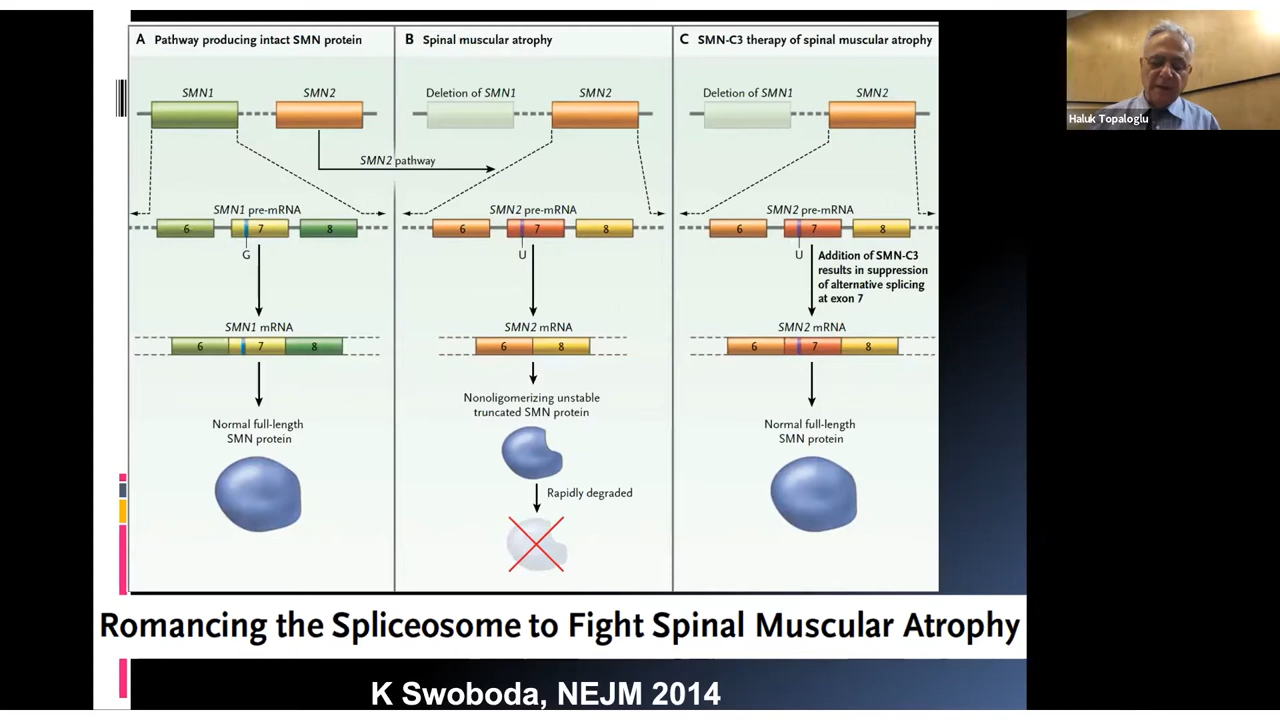 A Pathway producing intact SMN protein
SMN1
SMN2
SMN2 pathway
SMN1 pre-mRNA
6
7
8
G
SMN1 mRNA
6
7
8
Normal full-length
SMN protein
B Spinal muscular atrophy
Deletion of SMN1
SMN2
SMN2 pre-mRNA
6
7
8
U
SMN2 mRNA
6
8
Nonoligomerizing unstable
truncated SMN protein
Rapidly degraded
C SMN-C3 therapy of spinal muscular atrophy
Deletion of SMN1
SMN2
SMN2 pre-mRNA
6
7
8
U
Addition of SMN-C3
results in suppression
of alternative splicing
at exon 7
SMN2 mRNA
6
7
8
Normal full-length
SMN protein
Romancing the Spliceosome to Fight Spinal Muscular Atrophy
K Swoboda, NEJM 2014
Haluk Topaloglu